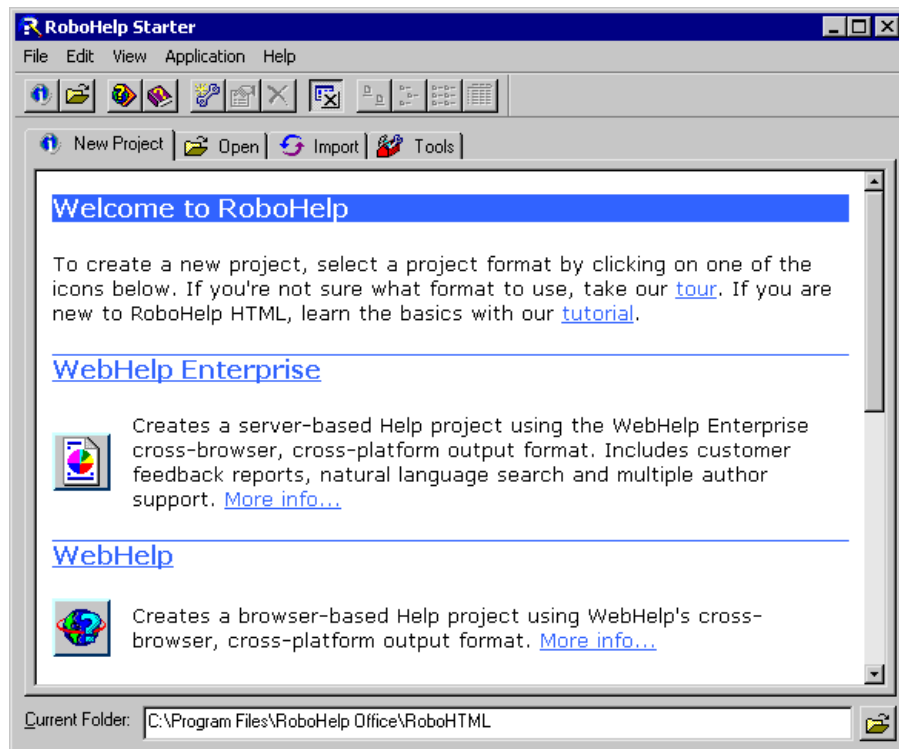 RoboHelp Starter
File Edit View Application Help
New Project Open Import Tools
Welcome to RoboHelp
To create a new project, select a project format by clicking on one of the
icons below. If you're not sure what format to use, take our tour. If you are
new to RoboHelp HTML, learn the basics with our tutorial.
WebHelp Enterprise
Creates a server-based Help project using the WebHelp Enterprise
cross-browser, cross-platform output format. Includes customer
feedback reports, natural language search and multiple author
support. More info...
WebHelp
Creates a browser-based Help project using WebHelp's cross-
browser, cross-platform output format. More info...
Current Folder: C:\Program Files\RoboHelp Office\RoboHTML